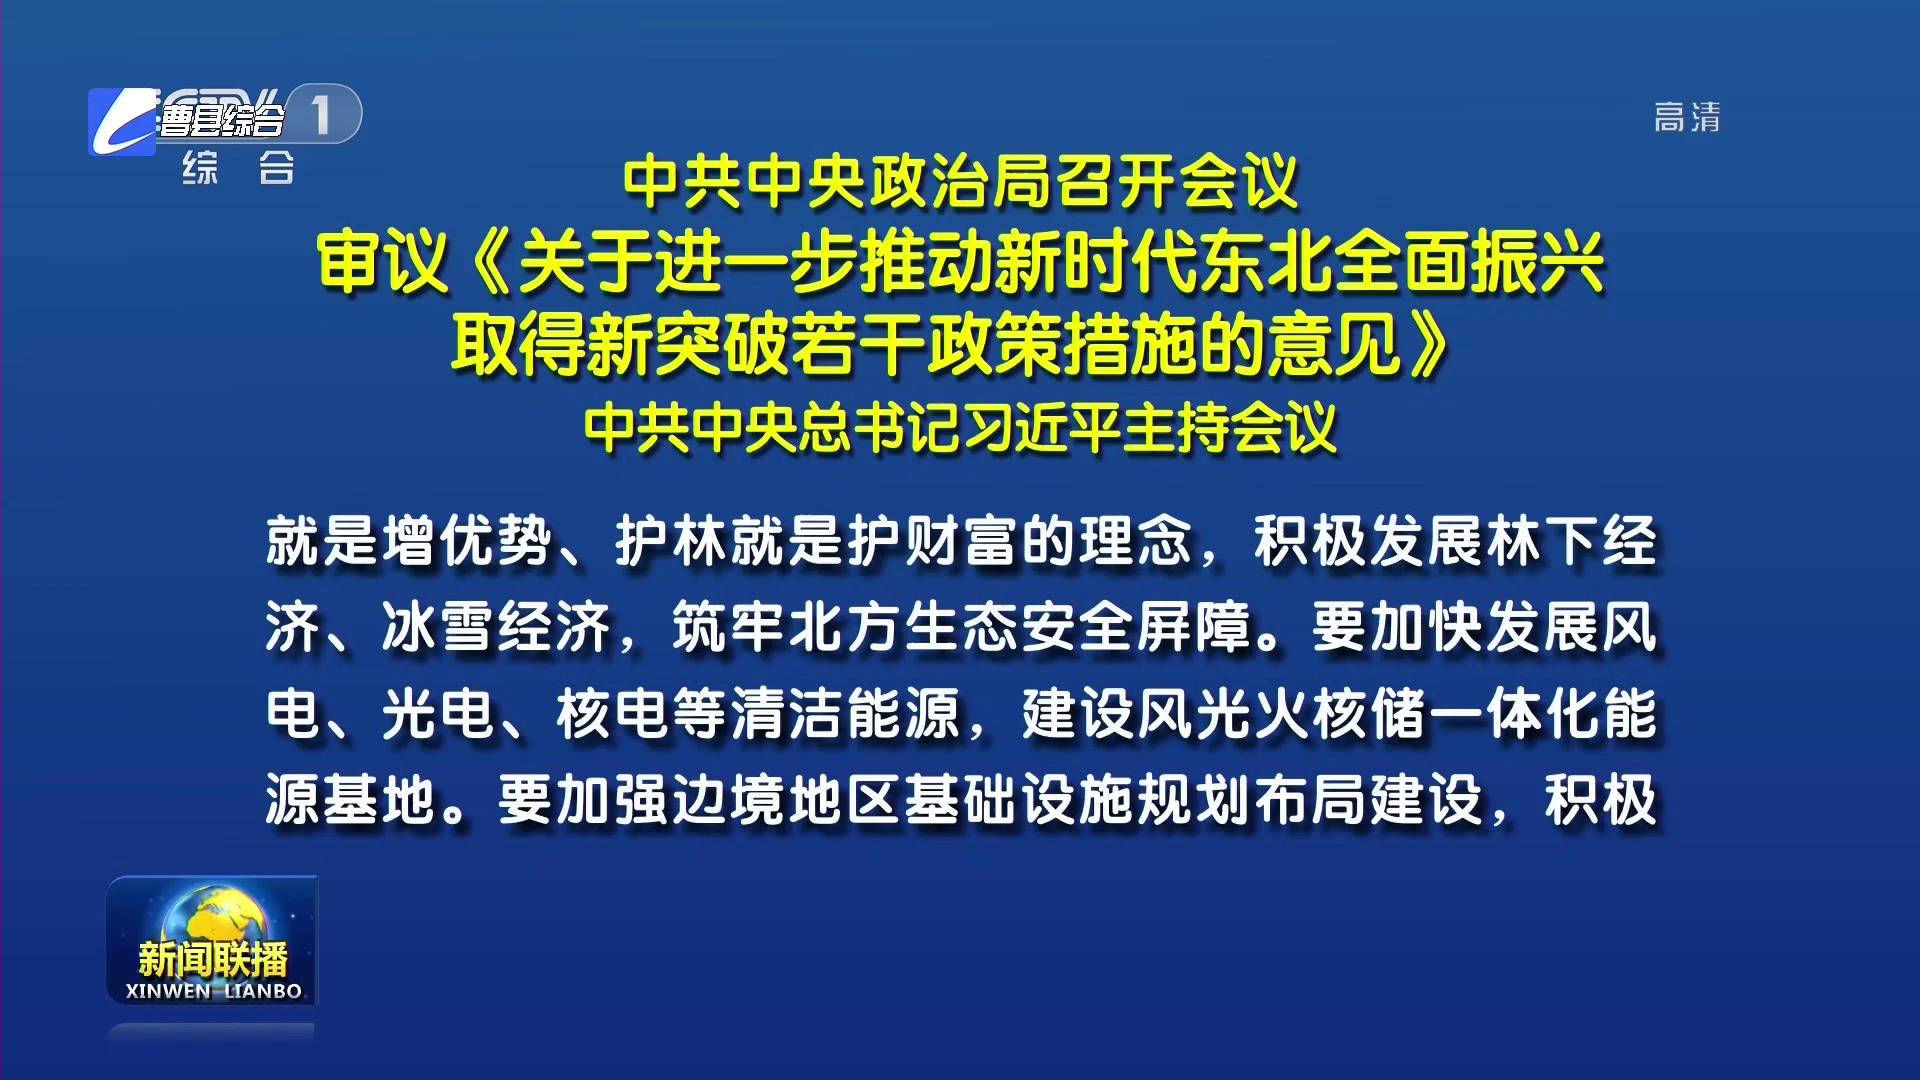 曹县综合
1
综 合
高清
中共中央政治局召开会议
审议《关于进一步推动新时代东北全面振兴
取得新突破若干政策措施的意见》
中共中央总书记习近平主持会议
就是增优势、护林就是护财富的理念，积极发展林下经
济、冰雪经济，筑牢北方生态安全屏障。要加快发展风
电、光电、核电等清洁能源，建设风光火核储一体化能
源基地。要加强边境地区基础设施规划布局建设，积极
新闻联播
XINWEN LIANBO